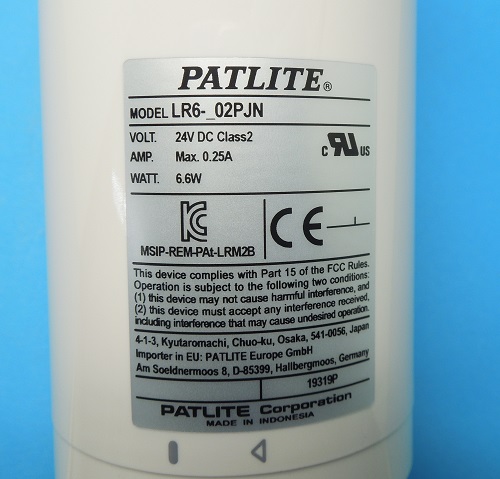 PATLITE®
MODEL LR6-_02PJN
VOLT. 24V DC Class2
AMP. Max. 0.25A
WATT. 6.6W
c RU US
KC
MSIP-REM-PAt-LRM2B
CE
This device complies with Part 15 of the FCC Rules.
Operation is subject to the following two conditions:
(1) this device may not cause harmful interference, and
(2) this device must accept any interference received,
including interference that may cause undesired operation.
4-1-3, Kyutaromachi, Chuo-ku, Osaka, 541-0056, Japan
Importer in EU: PATLITE Europe GmbH
Am Soeldnermoos 8, D-85399, Hallbergmoos, Germany
19319P
PATLITE Corporation
MADE IN INDONESIA